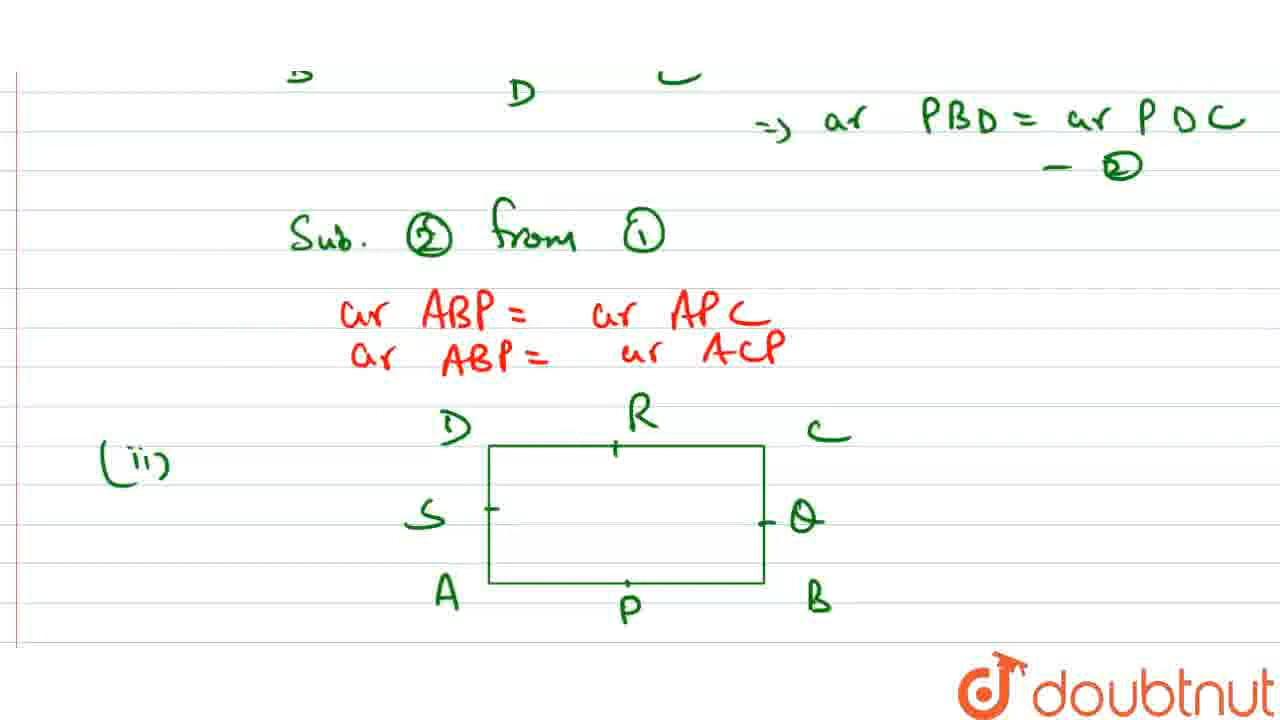 D C
⇒ ar PBD = ar PDC
— ②
Sub. ② from ①
ar ABP = ar APC
ar ABP = ar ACP
D R C
(ii)
S Q
A P B
doubtnut